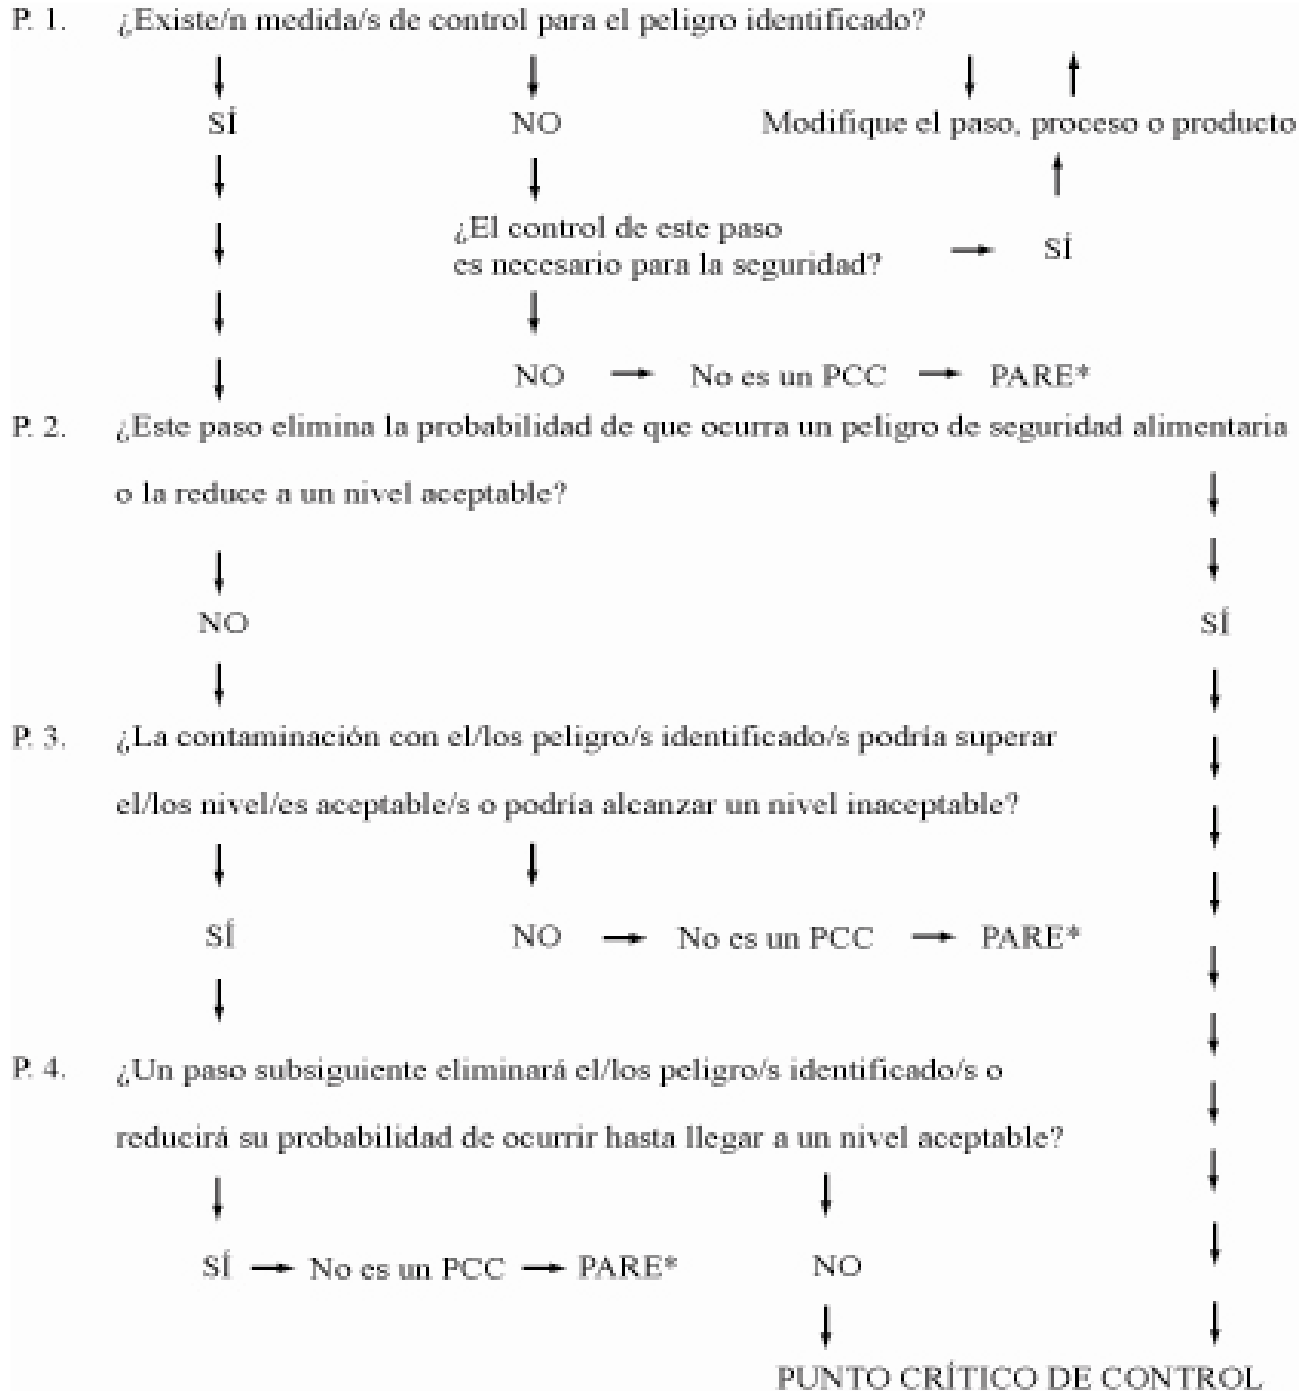 P. 1. ¿Existe/n medida/s de control para el peligro identificado?
SÍ NO Modifique el paso, proceso o producto
¿El control de este paso
es necesario para la seguridad? SÍ
NO No es un PCC PARE*
P. 2. ¿Este paso elimina la probabilidad de que ocurra un peligro de seguridad alimentaria
o la reduce a un nivel aceptable?
NO SÍ
P. 3. ¿La contaminación con el/los peligro/s identificado/s podría superar
el/los nivel/es aceptable/s o podría alcanzar un nivel inaceptable?
SÍ NO No es un PCC PARE*
P. 4. ¿Un paso subsiguiente eliminará el/los peligro/s identificado/s o
reducirá su probabilidad de ocurrir hasta llegar a un nivel aceptable?
SÍ No es un PCC PARE* NO
PUNTO CRÍTICO DE CONTROL